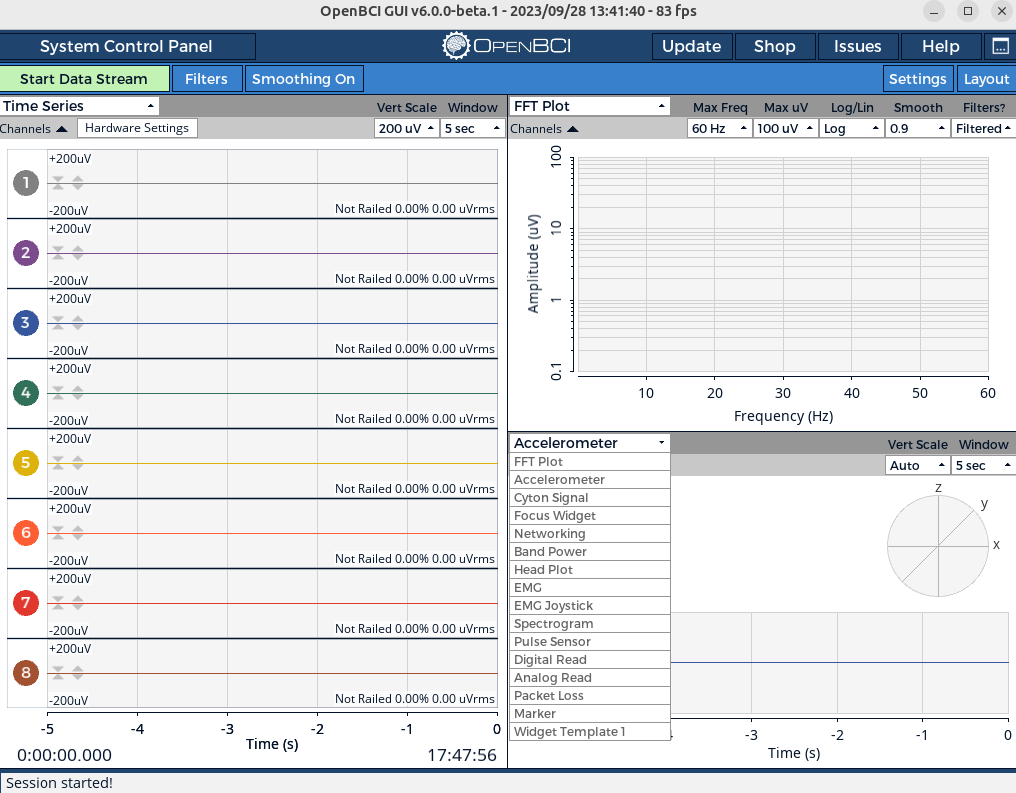 OpenBCI GUI v6.0.0-beta.1 - 2023/09/28 13:41:40 - 83 fps
System Control Panel
OPENBCI
Update
Shop
Issues
Help
Start Data Stream
Filters
Smoothing On
Settings
Layout
Time Series
Vert Scale
Window
Channels
Hardware Settings
200 uV
5 sec
+200uV
1
-200uV
Not Railed 0.00% 0.00 uVrms
+200uV
2
-200uV
Not Railed 0.00% 0.00 uVrms
+200uV
3
-200uV
Not Railed 0.00% 0.00 uVrms
+200uV
4
-200uV
Not Railed 0.00% 0.00 uVrms
+200uV
5
-200uV
Not Railed 0.00% 0.00 uVrms
+200uV
6
-200uV
Not Railed 0.00% 0.00 uVrms
+200uV
7
-200uV
Not Railed 0.00% 0.00 uVrms
+200uV
8
-200uV
Not Railed 0.00% 0.00 uVrms
-5 -4 -3 -2 -1 0
Time (s)
0:00:00.000
17:47:56
FFT Plot
Max Freq
Max uV
Log/Lin
Smooth
Filters?
Channels
60 Hz
100 uV
Log
0.9
Filtered
Amplitude (uV)
100
10
1
0.1
10 20 30 40 50 60
Frequency (Hz)
Accelerometer
Vert Scale
Window
Auto
5 sec
FFT Plot
Accelerometer
Cyton Signal
Focus Widget
Networking
Band Power
Head Plot
EMG
EMG Joystick
Spectrogram
Pulse Sensor
Digital Read
Analog Read
Packet Loss
Marker
Widget Template 1
z
y
x
-3 -2 -1 0
Time (s)
Session started!